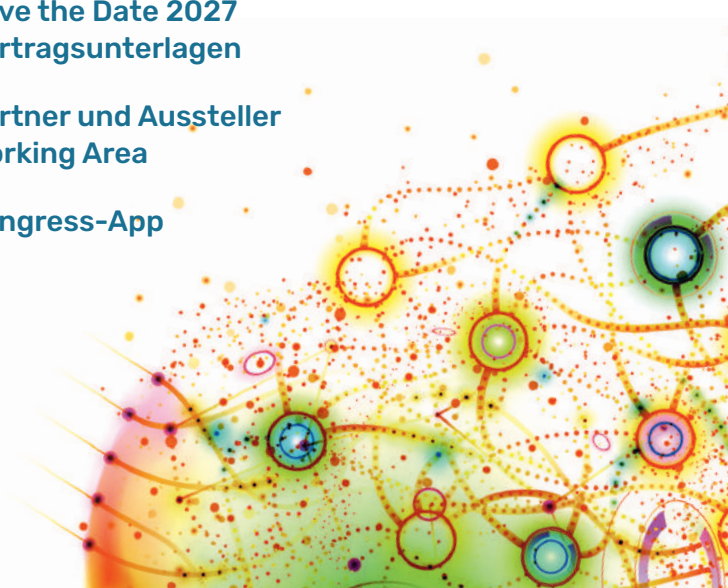 ve the Date 2027
rtragsunterlagen
rtner und Aussteller
orking Area
ngress-App